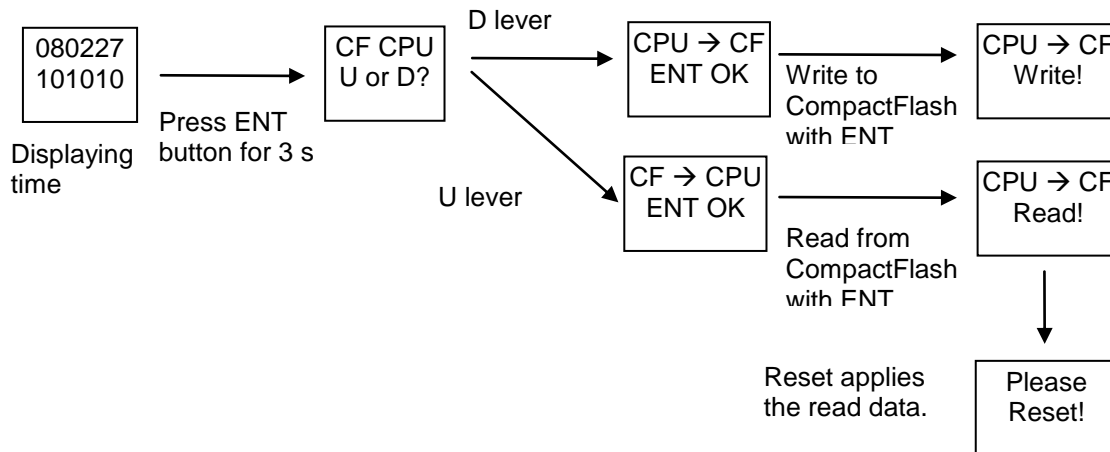 080227
101010
Displaying
time
Press ENT
button for 3 s
CF CPU
U or D?
D lever
U lever
CPU → CF
ENT OK
Write to
CompactFlash
with ENT
CPU → CF
Write!
CF → CPU
ENT OK
Read from
CompactFlash
with ENT
CPU → CF
Read!
Reset applies
the read data.
Please
Reset!